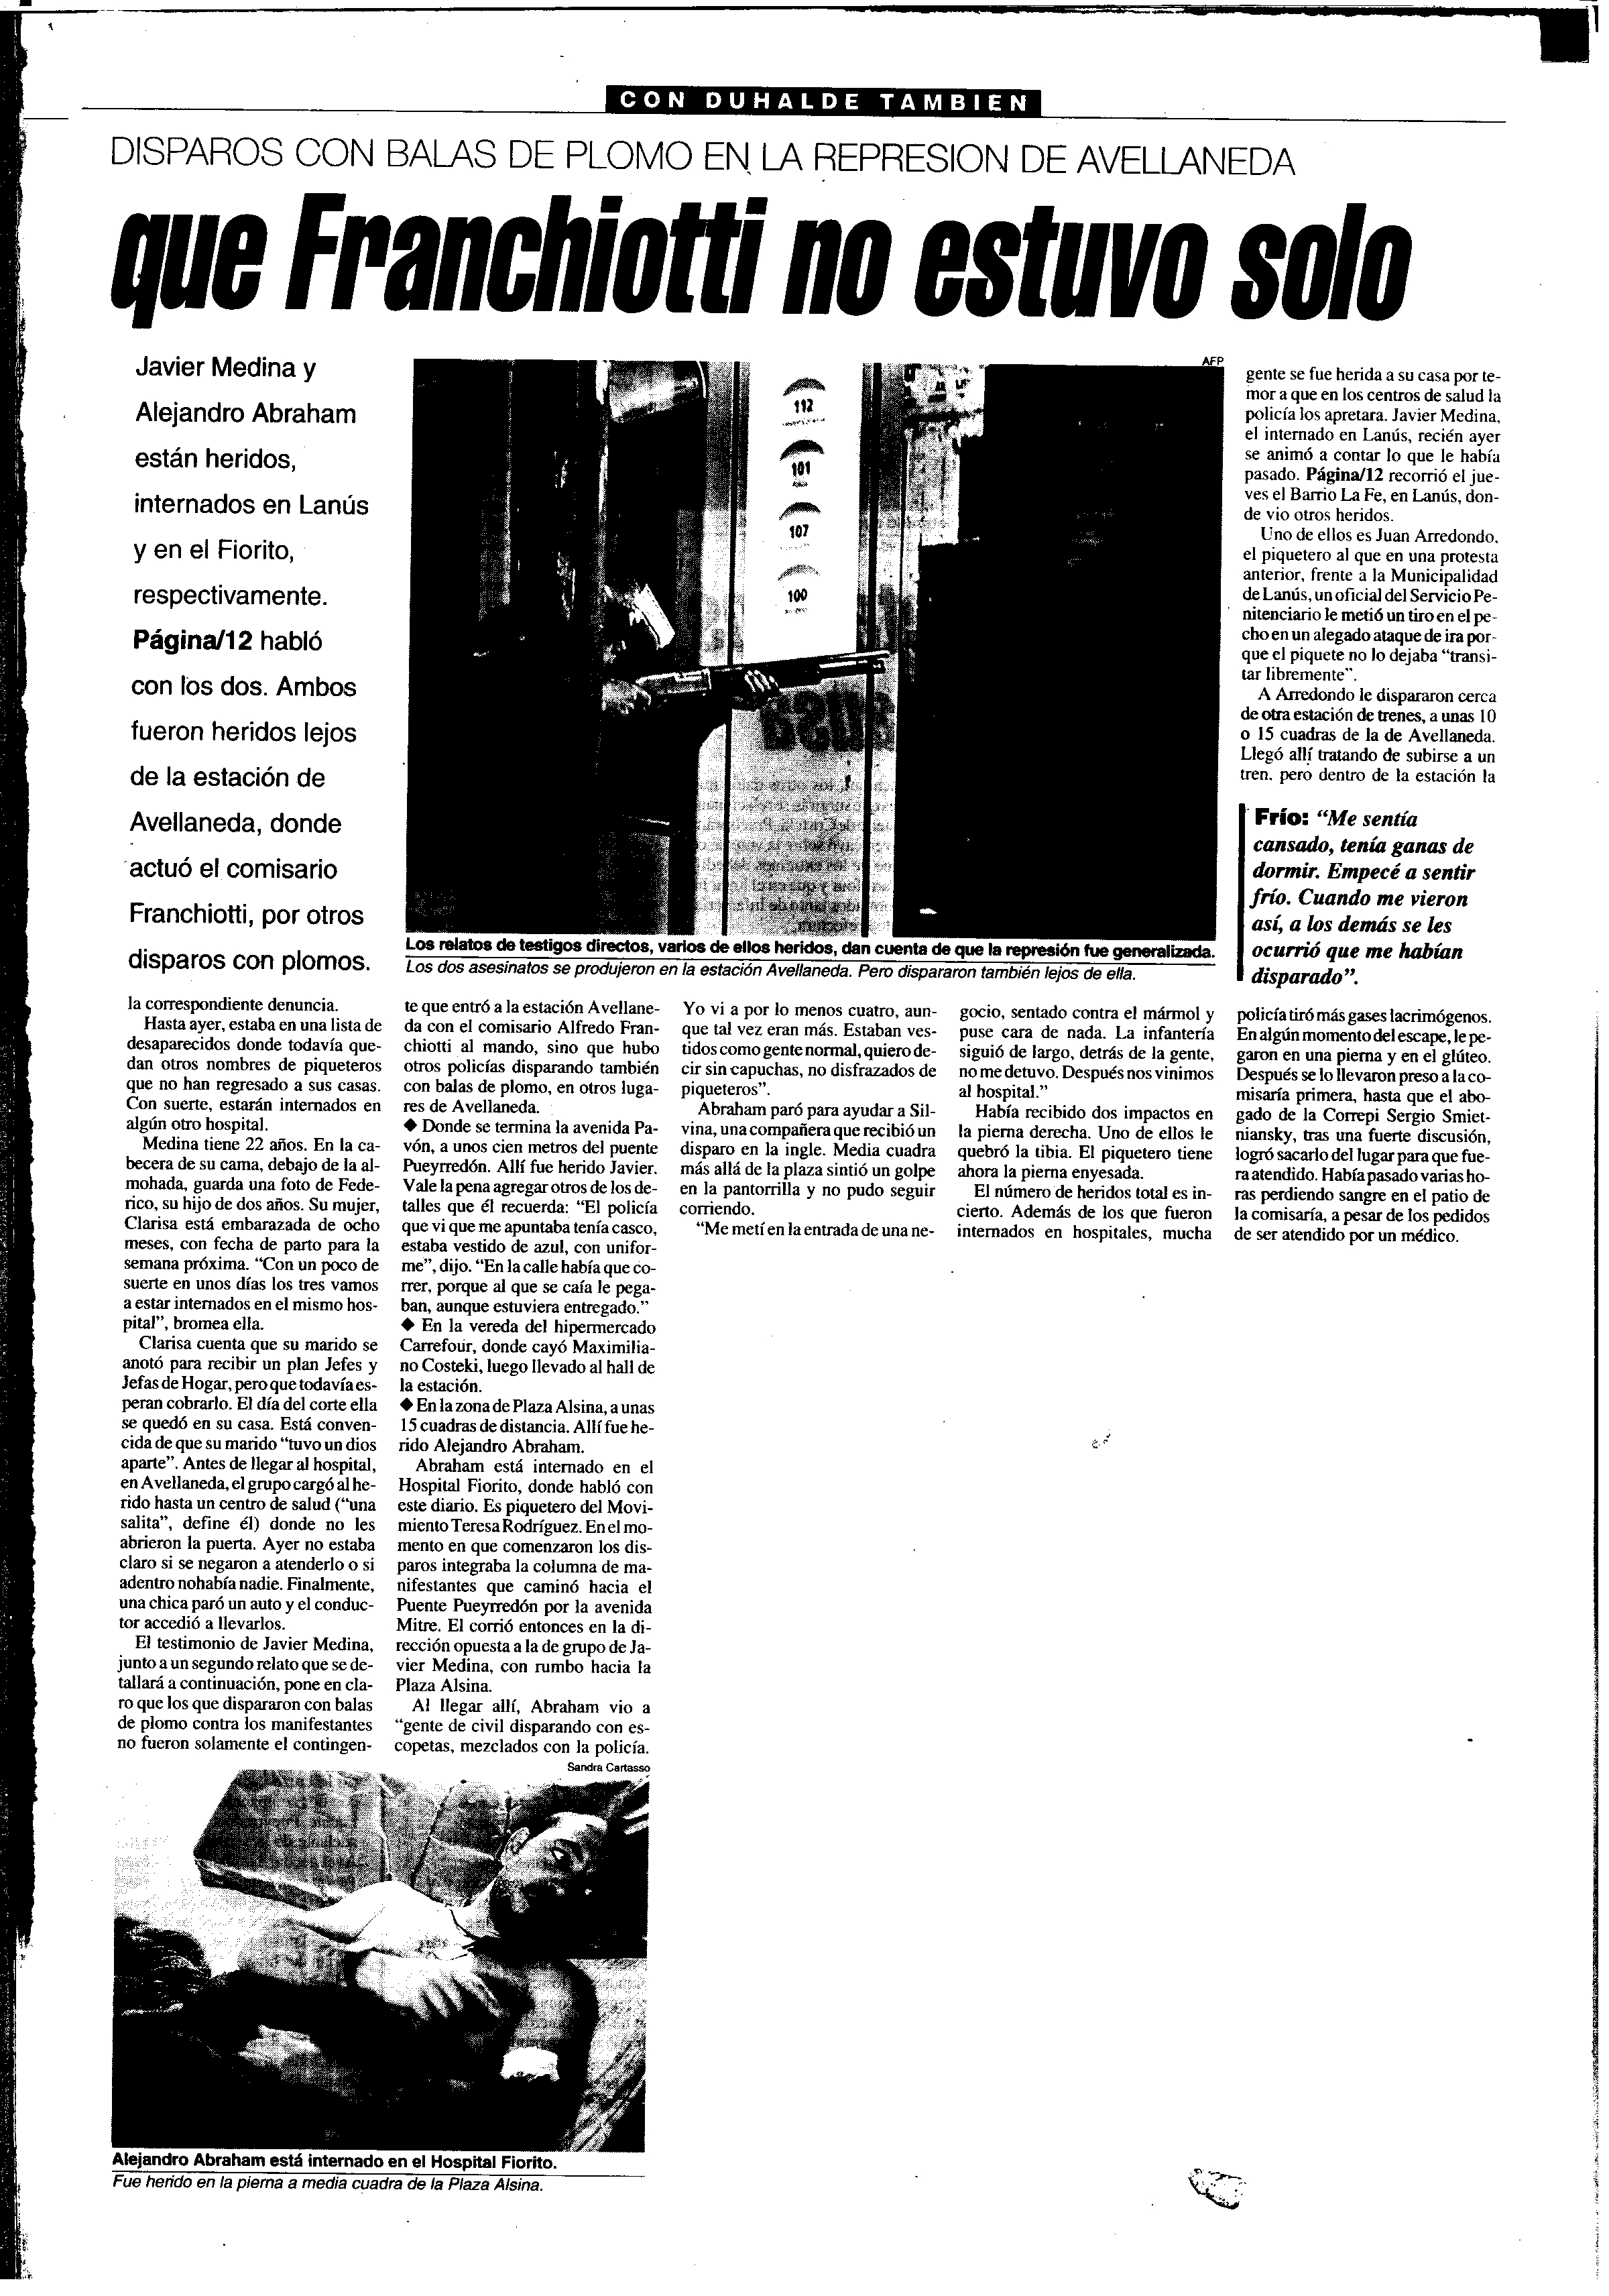 CON DUHALDE TAMBIEN
DISPAROS CON BALAS DE PLOMO EN LA REPRESION DE AVELLANEDA
que Franchiotti no estuvo solo
Javier Medina y
Alejandro Abraham
están heridos,
internados en Lanús
y en el Fiorito,
respectivamente.
Página/12 habló
con los dos. Ambos
fueron heridos lejos
de la estación de
Avellaneda, donde
actuó el comisario
Franchiotti, por otros
disparos con plomos.
AFP
112
101
107
100
Los relatos de testigos directos, varios de ellos heridos, dan cuenta de que la represión fue generalizada.
Los dos asesinatos se produjeron en la estación Avellaneda. Pero dispararon también lejos de ella.
la correspondiente denuncia.
Hasta ayer, estaba en una lista de
desaparecidos donde todavía que-
dan otros nombres de piqueteros
que no han regresado a sus casas.
Con suerte, estarán internados en
algún otro hospital.
Medina tiene 22 años. En la ca-
becera de su cama, debajo de la al-
mohada, guarda una foto de Fede-
rico, su hijo de dos años. Su mujer,
Clarisa está embarazada de ocho
meses, con fecha de parto para la
semana próxima. “Con un poco de
suerte en unos días los tres vamos
a estar internados en el mismo hos-
pital”, bromea ella.
Clarisa cuenta que su marido se
anotó para recibir un plan Jefes y
Jefas de Hogar, pero que todavía es-
peran cobrarlo. El día del corte ella
se quedó en su casa. Está conven-
cida de que su marido “tuvo un dios
aparte”. Antes de llegar al hospital,
en Avellaneda, el grupo cargó al he-
rido hasta un centro de salud (“una
salita”, define él) donde no les
abrieron la puerta. Ayer no estaba
claro si se negaron a atenderlo o si
adentro nohabía nadie. Finalmente,
una chica paró un auto y el conduc-
tor accedió a llevarlos.
El testimonio de Javier Medina,
junto a un segundo relato que se de-
tallará a continuación, pone en cla-
ro que los que dispararon con balas
de plomo contra los manifestantes
no fueron solamente el contingen-
te que entró a la estación Avellane-
da con el comisario Alfredo Fran-
chiotti al mando, sino que hubo
otros policías disparando también
con balas de plomo, en otros luga-
res de Avellaneda.
◆ Donde se termina la avenida Pa-
vón, a unos cien metros del puente
Pueyrredón. Allí fue herido Javier.
Vale la pena agregar otros de los de-
talles que él recuerda: “El policía
que vi que me apuntaba tenía casco,
estaba vestido de azul, con unifor-
me”, dijo. “En la calle había que co-
rrer, porque al que se caía le pega-
ban, aunque estuviera entregado.”
◆ En la vereda del hipermercado
Carrefour, donde cayó Maximilia-
no Costeki, luego llevado al hall de
la estación.
◆ En la zona de Plaza Alsina, a unas
15 cuadras de distancia. Allí fue he-
rido Alejandro Abraham.
Abraham está internado en el
Hospital Fiorito, donde habló con
este diario. Es piquetero del Movi-
miento Teresa Rodríguez. En el mo-
mento en que comenzaron los dis-
paros integraba la columna de ma-
nifestantes que caminó hacia el
Puente Pueyrredón por la avenida
Mitre. El corrió entonces en la di-
rección opuesta a la de grupo de Ja-
vier Medina, con rumbo hacia la
Plaza Alsina.
Al llegar allí, Abraham vio a
“gente de civil disparando con es-
copetas, mezclados con la policía.
Yo vi a por lo menos cuatro, aun-
que tal vez eran más. Estaban ves-
tidos como gente normal, quiero de-
cir sin capuchas, no disfrazados de
piqueteros”.
Abraham paró para ayudar a Sil-
vina, una compañera que recibió un
disparo en la ingle. Media cuadra
más allá de la plaza sintió un golpe
en la pantorrilla y no pudo seguir
corriendo.
“Me metí en la entrada de una ne-
gocio, sentado contra el mármol y
puse cara de nada. La infantería
siguió de largo, detrás de la gente,
no me detuvo. Después nos vinimos
al hospital.”
Había recibido dos impactos en
la pierna derecha. Uno de ellos le
quebró la tibia. El piquetero tiene
ahora la pierna enyesada.
El número de heridos total es in-
cierto. Además de los que fueron
internados en hospitales, mucha
gente se fue herida a su casa por te-
mor a que en los centros de salud la
policía los apretara. Javier Medina,
el internado en Lanús, recién ayer
se animó a contar lo que le había
pasado. Página/12 recorrió el jue-
ves el Barrio La Fe, en Lanús, don-
de vio otros heridos.
Uno de ellos es Juan Arredondo,
el piquetero al que en una protesta
anterior, frente a la Municipalidad
de Lanús, un oficial del Servicio Pe-
nitenciario le metió un tiro en el pe-
cho en un alegado ataque de ira por-
que el piquete no lo dejaba “transi-
tar libremente”.
A Arredondo le dispararon cerca
de otra estación de trenes, a unas 10
o 15 cuadras de la de Avellaneda.
Llegó allí tratando de subirse a un
tren, pero dentro de la estación la
Frío: “Me sentía
cansado, tenía ganas de
dormir. Empecé a sentir
frío. Cuando me vieron
así, a los demás se les
ocurrió que me habían
disparado”.
policía tiró más gases lacrimógenos.
En algún momento del escape, le pe-
garon en una pierna y en el glúteo.
Después se lo llevaron preso a la co-
misaría primera, hasta que el abo-
gado de la Correpi Sergio Smiet-
niansky, tras una fuerte discusión,
logró sacarlo del lugar para que fue-
ra atendido. Había pasado varias ho-
ras perdiendo sangre en el patio de
la comisaría, a pesar de los pedidos
de ser atendido por un médico.
Sandra Cartasso
Alejandro Abraham está internado en el Hospital Fiorito.
Fue herido en la pierna a media cuadra de la Plaza Alsina.